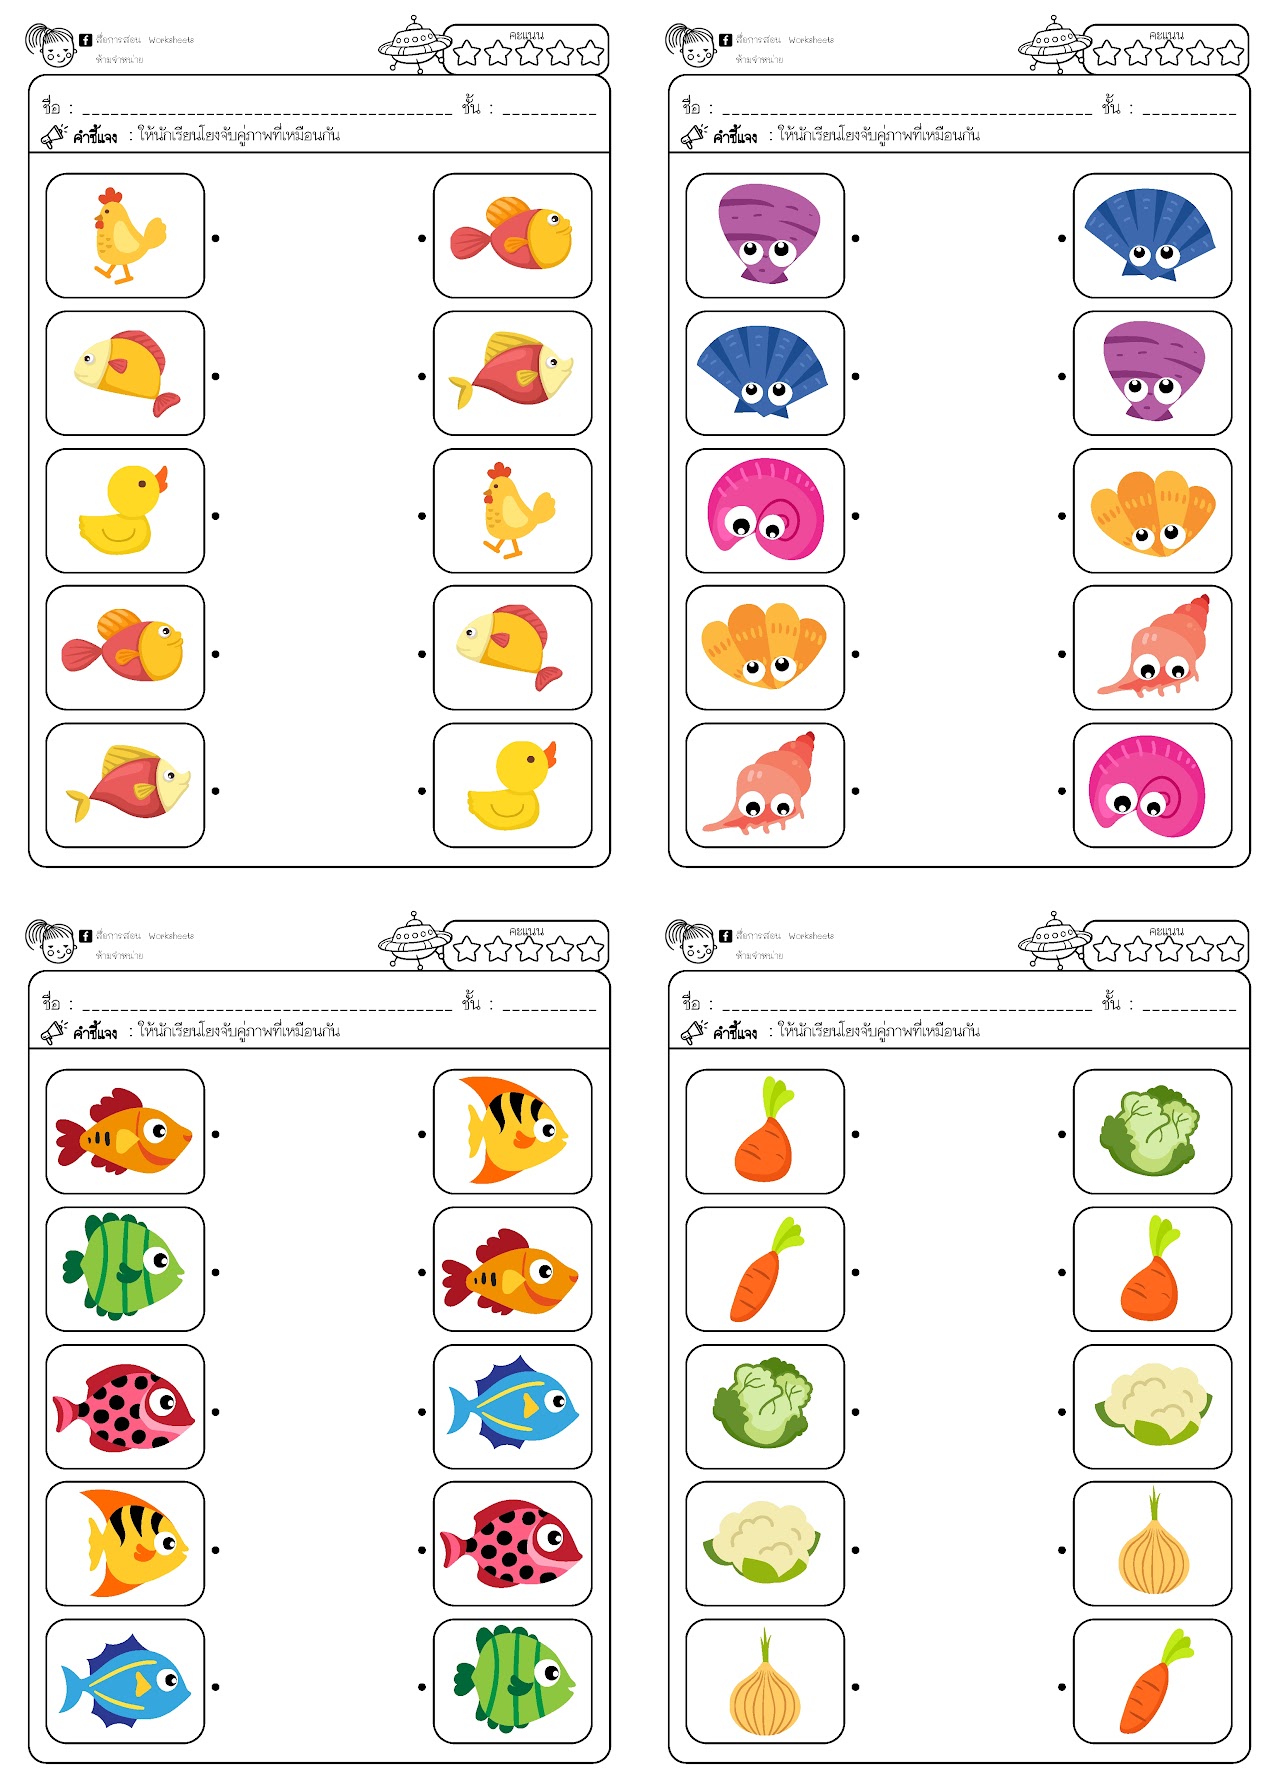 สื่อการสอน Worksheets
ห้ามจำหน่าย
คะแนน
ชื่อ : ชั้น :
คำชี้แจง : ให้นักเรียนโยงจับคู่ภาพที่เหมือนกัน
สื่อการสอน Worksheets
ห้ามจำหน่าย
คะแนน
ชื่อ : ชั้น :
คำชี้แจง : ให้นักเรียนโยงจับคู่ภาพที่เหมือนกัน
สื่อการสอน Worksheets
ห้ามจำหน่าย
คะแนน
ชื่อ : ชั้น :
คำชี้แจง : ให้นักเรียนโยงจับคู่ภาพที่เหมือนกัน
สื่อการสอน Worksheets
ห้ามจำหน่าย
คะแนน
ชื่อ : ชั้น :
คำชี้แจง : ให้นักเรียนโยงจับคู่ภาพที่เหมือนกัน